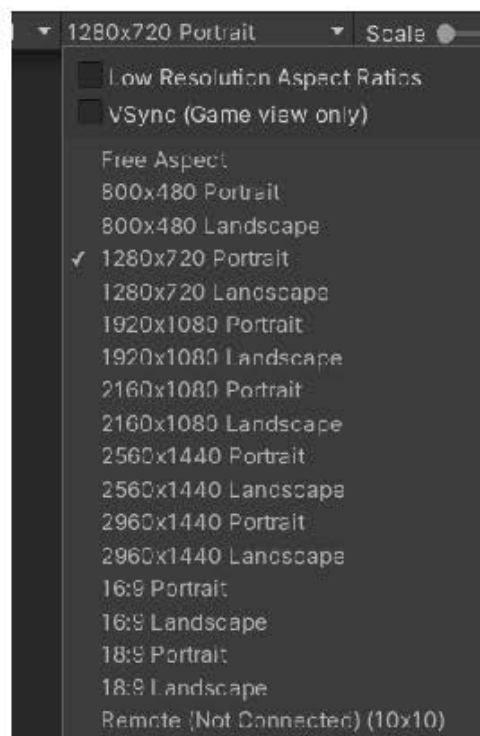 1280x720 Portrait Scale
Low Resolution Aspect Ratios
VSync (Game view only)
Free Aspect
800x480 Portrait
800x480 Landscape
✓ 1280x720 Portrait
1280x720 Landscape
1920x1080 Portrait
1920x1080 Landscape
2160x1080 Portrait
2160x1080 Landscape
2560x1440 Portrait
2560x1440 Landscape
2960x1440 Portrait
2960x1440 Landscape
16:9 Portrait
16:9 Landscape
18:9 Portrait
18:9 Landscape
Remote (Not Connected) (10x10)